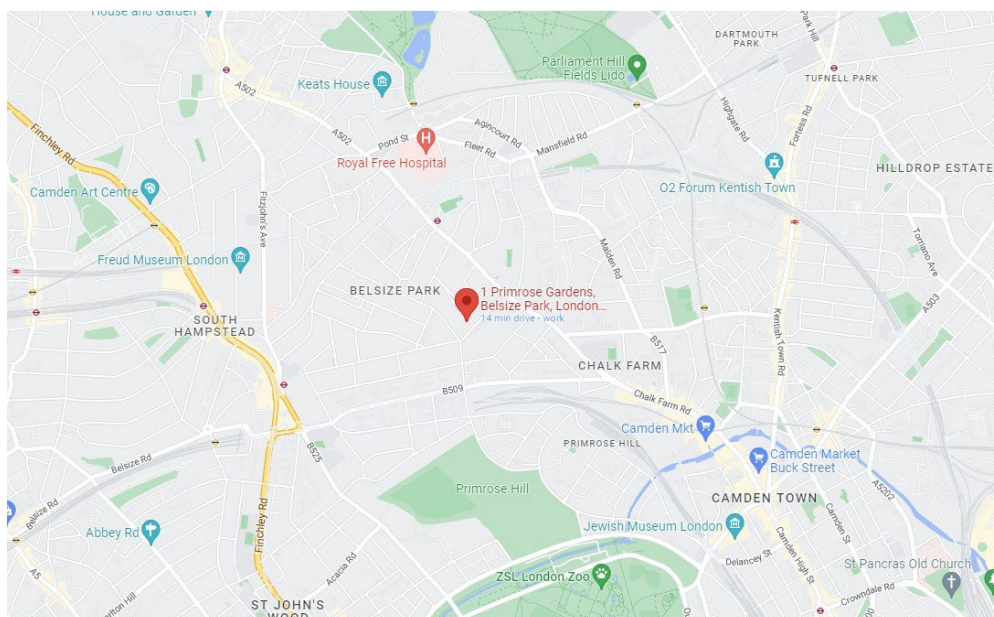 House and Garden
DARTMOUTH
PARK
Park Hill
Parliament Hill
Fields Lido
TUFNELL PARK
Keats House
A502
A502
Highgate Rd
Fortess Rd
Agincourt Rd
Finchley Rd
Pond St
Fleet Rd
Mansfield Rd
Royal Free Hospital
HILLDROP ESTATE
O2 Forum Kentish Town
Camden Art Centre
Fitzjohn's Ave
Torriano Ave
Malden Rd
Freud Museum London
BELSIZE PARK
1 Primrose Gardens,
Belsize Park, London...
14 min drive - work
A503
SOUTH
HAMPSTEAD
Kentish Town Rd
B517
CHALK FARM
B509
Chalk Farm Rd
Camden Mkt
PRIMROSE HILL
Belsize Rd
B525
Camden Market
Buck Street
Primrose Hill
A5202
CAMDEN TOWN
Belsize Rd
Abbey Rd
Finchley Rd
Jewish Museum London
Camden St
Delancey St
Acacia Rd
A5
ZSL London Zoo
Camden High St
St Pancras Old Church
Crowndale Rd
ST JOHN'S
WOOD